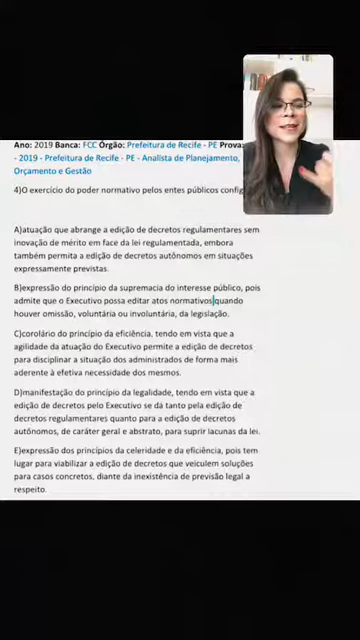 Ano: 2019 Banca: FCC Órgão: Prefeitura de Recife - PE Prova:
- 2019 - Prefeitura de Recife - PE - Analista de Planejamento,
Orçamento e Gestão
4)O exercício do poder normativo pelos entes públicos config
A)atuação que abrange a edição de decretos regulamentares sem
inovação de mérito em face da lei regulamentada, embora
também permita a edição de decretos autônomos em situações
expressamente previstas.
B)expressão do princípio da supremacia do interesse público, pois
admite que o Executivo possa editar atos normativos quando
houver omissão, voluntária ou involuntária, da legislação.
C)corolário do princípio da eficiência, tendo em vista que a
agilidade da atuação do Executivo permite a edição de decretos
para disciplinar a situação dos administrados de forma mais
aderente à efetiva necessidade dos mesmos.
D)manifestação do princípio da legalidade, tendo em vista que a
edição de decretos pelo Executivo se dá tanto pela edição de
decretos regulamentares quanto para a edição de decretos
autônomos, de caráter geral e abstrato, para suprir lacunas da lei.
E)expressão dos princípios da celeridade e da eficiência, pois tem
lugar para viabilizar a edição de decretos que veiculem soluções
para casos concretos, diante da inexistência de previsão legal a
respeito.